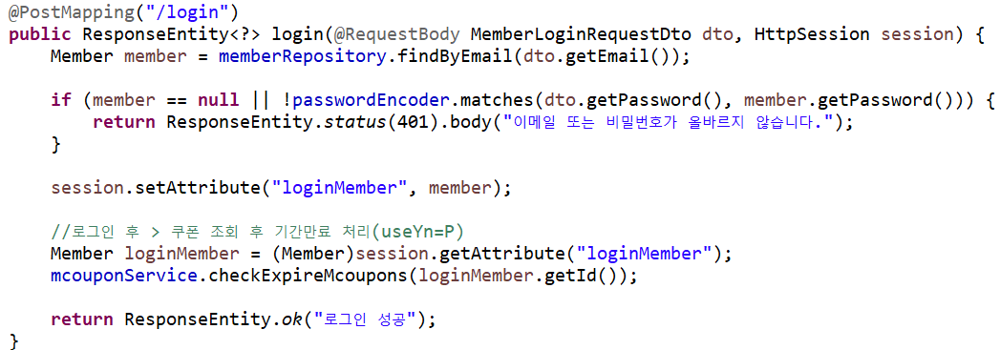 @PostMapping("/login")
public ResponseEntity<?> login(@RequestBody MemberLoginRequestDto dto, HttpSession session) {
    Member member = memberRepository.findByEmail(dto.getEmail());

    if (member == null || !passwordEncoder.matches(dto.getPassword(), member.getPassword())) {
        return ResponseEntity.status(401).body("이메일 또는 비밀번호가 올바르지 않습니다.");
    }

    session.setAttribute("loginMember", member);

    //로그인 후 > 쿠폰 조회 후 기간만료 처리(useYn=P)
    Member loginMember = (Member)session.getAttribute("loginMember");
    mcouponService.checkExpireMcoupons(loginMember.getId());

    return ResponseEntity.ok("로그인 성공");
}